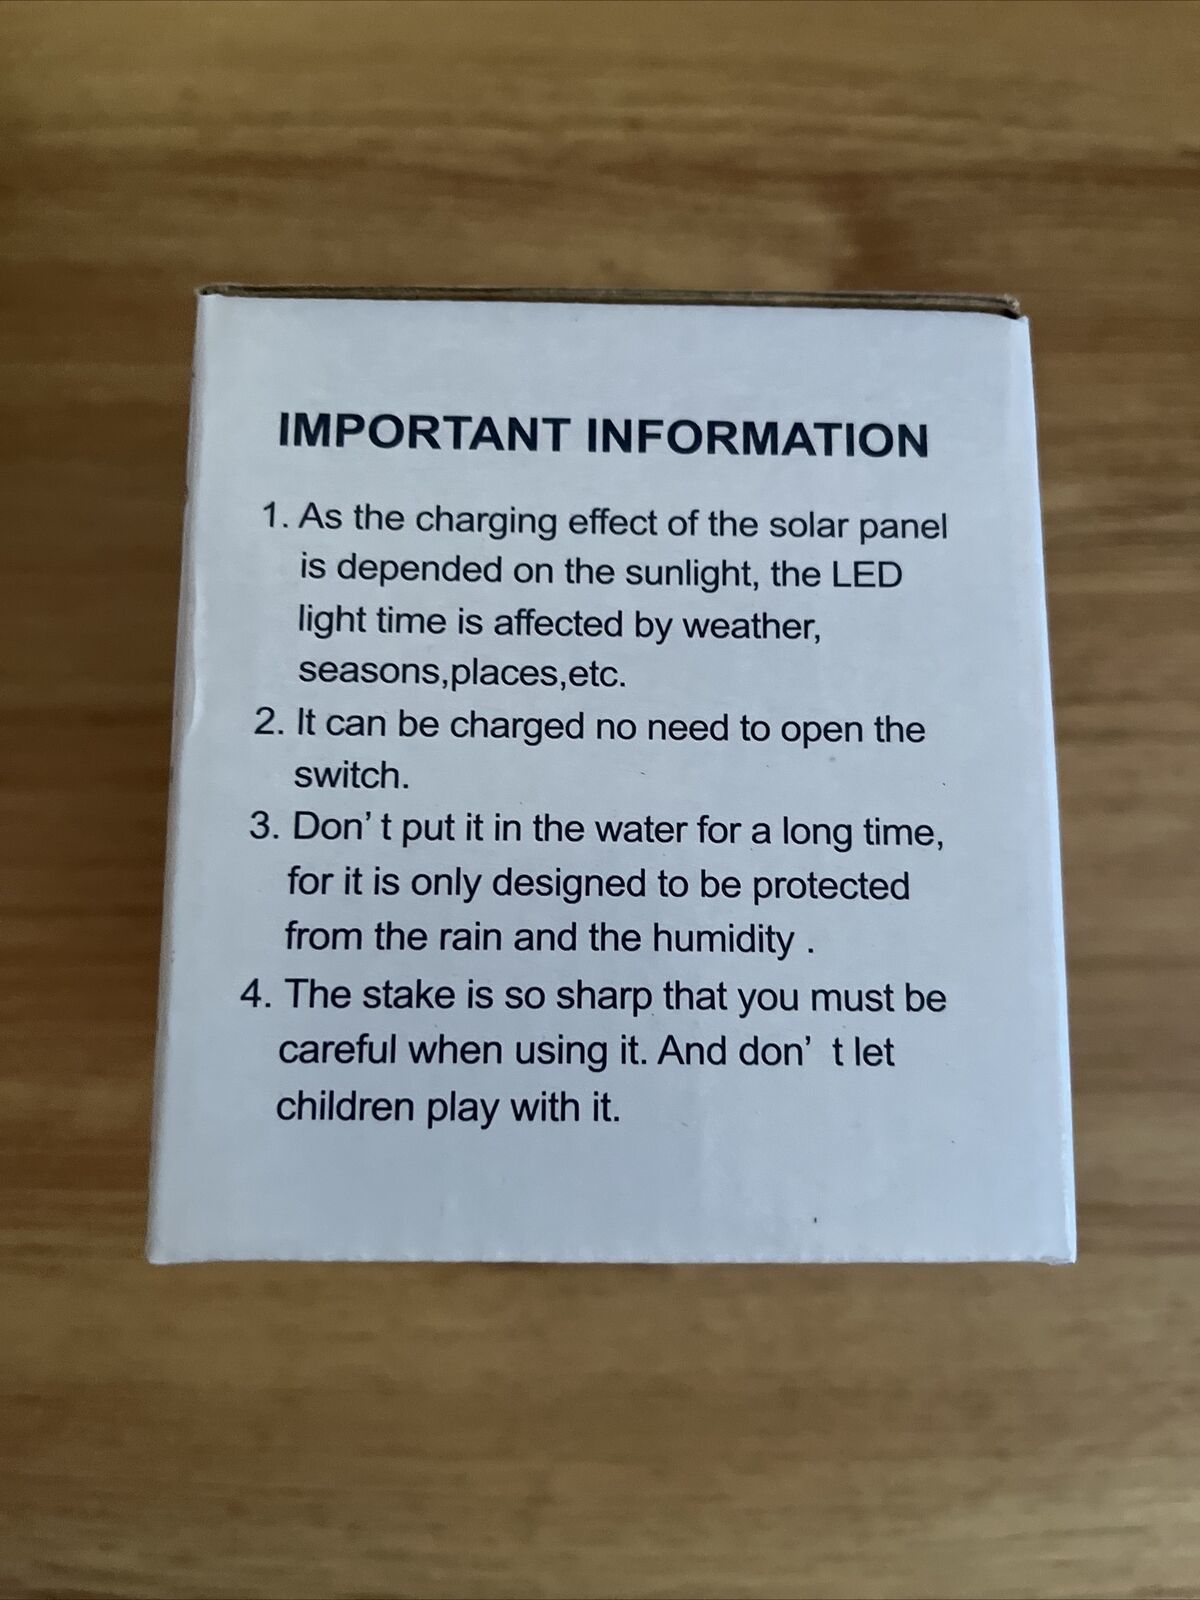 IMPORTANT INFORMATION
1. As the charging effect of the solar panel
is depended on the sunlight, the LED
light time is affected by weather,
seasons,places,etc.
2. It can be charged no need to open the
switch.
3. Don’ t put it in the water for a long time,
for it is only designed to be protected
from the rain and the humidity .
4. The stake is so sharp that you must be
careful when using it. And don’ t let
children play with it.